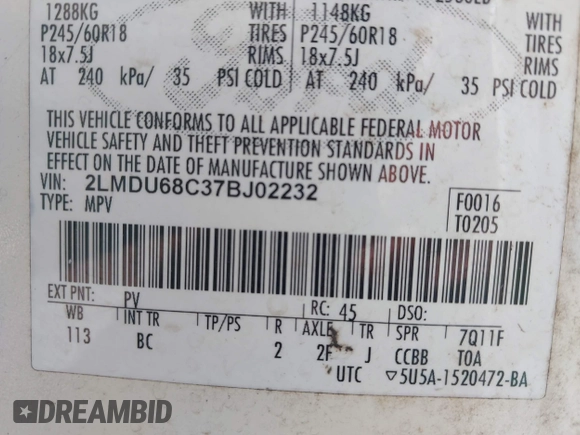 1288KG WITH 1148KG WITH
P245/60R18 TIRES P245/60R18 TIRES
18x7.5J RIMS 18x7.5J RIMS
AT 240 kPa/ 35 PSI COLD AT 240 kPa/ 35 PSI COLD
THIS VEHICLE CONFORMS TO ALL APPLICABLE FEDERAL MOTOR
VEHICLE SAFETY AND THEFT PREVENTION STANDARDS IN
EFFECT ON THE DATE OF MANUFACTURE SHOWN ABOVE.
VIN: 2LMDU68C37BJ02232 F0016
TYPE: MPV T0205
EXT PNT: PV RC: 45 DSO:
WB INT TR TP/PS R AXLE TR SPR 7Q11F
113 BC 2 2F J CCBB TOA
UTC ▽5U5A-1520472-BA
DREAMBID